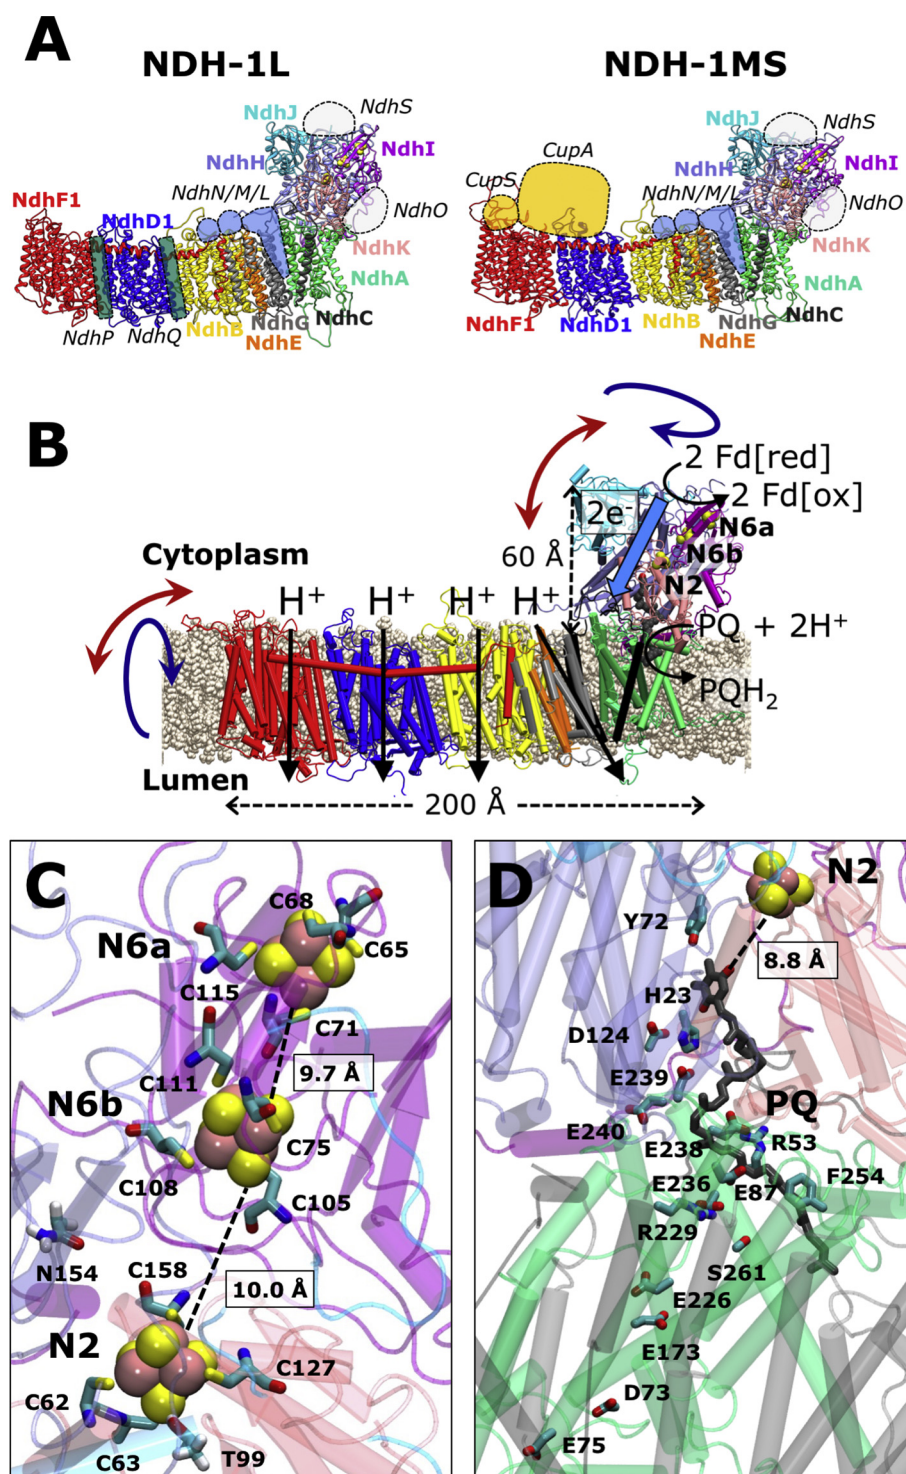 A
NDH-1L
NDH-1MS
NdhJ
NdhS
NdhH
NdhI
NdhN/M/L
NdhF1
NdhD1
NdhO
NdhK
NdhA
NdhP
NdhQ
NdhB
NdhG
NdhC
NdhE
NdhJ
NdhS
CupA
NdhH
NdhI
CupS
NdhN/M/L
NdhO
NdhK
NdhA
NdhF1
NdhD1
NdhB
NdhG
NdhC
NdhE
B
2 Fd[red]
2 Fd[ox]
2e-
N6a
Cytoplasm
60 Å
N6b
N2
H+ H+ H+ H+
PQ + 2H+
PQH2
Lumen
200 Å
C
C68
N6a
C65
C115
C71
9.7 Å
C111
N6b
C75
C108
C105
N154
C158
10.0 Å
N2
C127
C62
C63
T99
D
N2
Y72
8.8 Å
H23
D124
E239
PQ
E240
E238
R53
E236
E87
F254
R229
S261
E226
E173
D73
E75